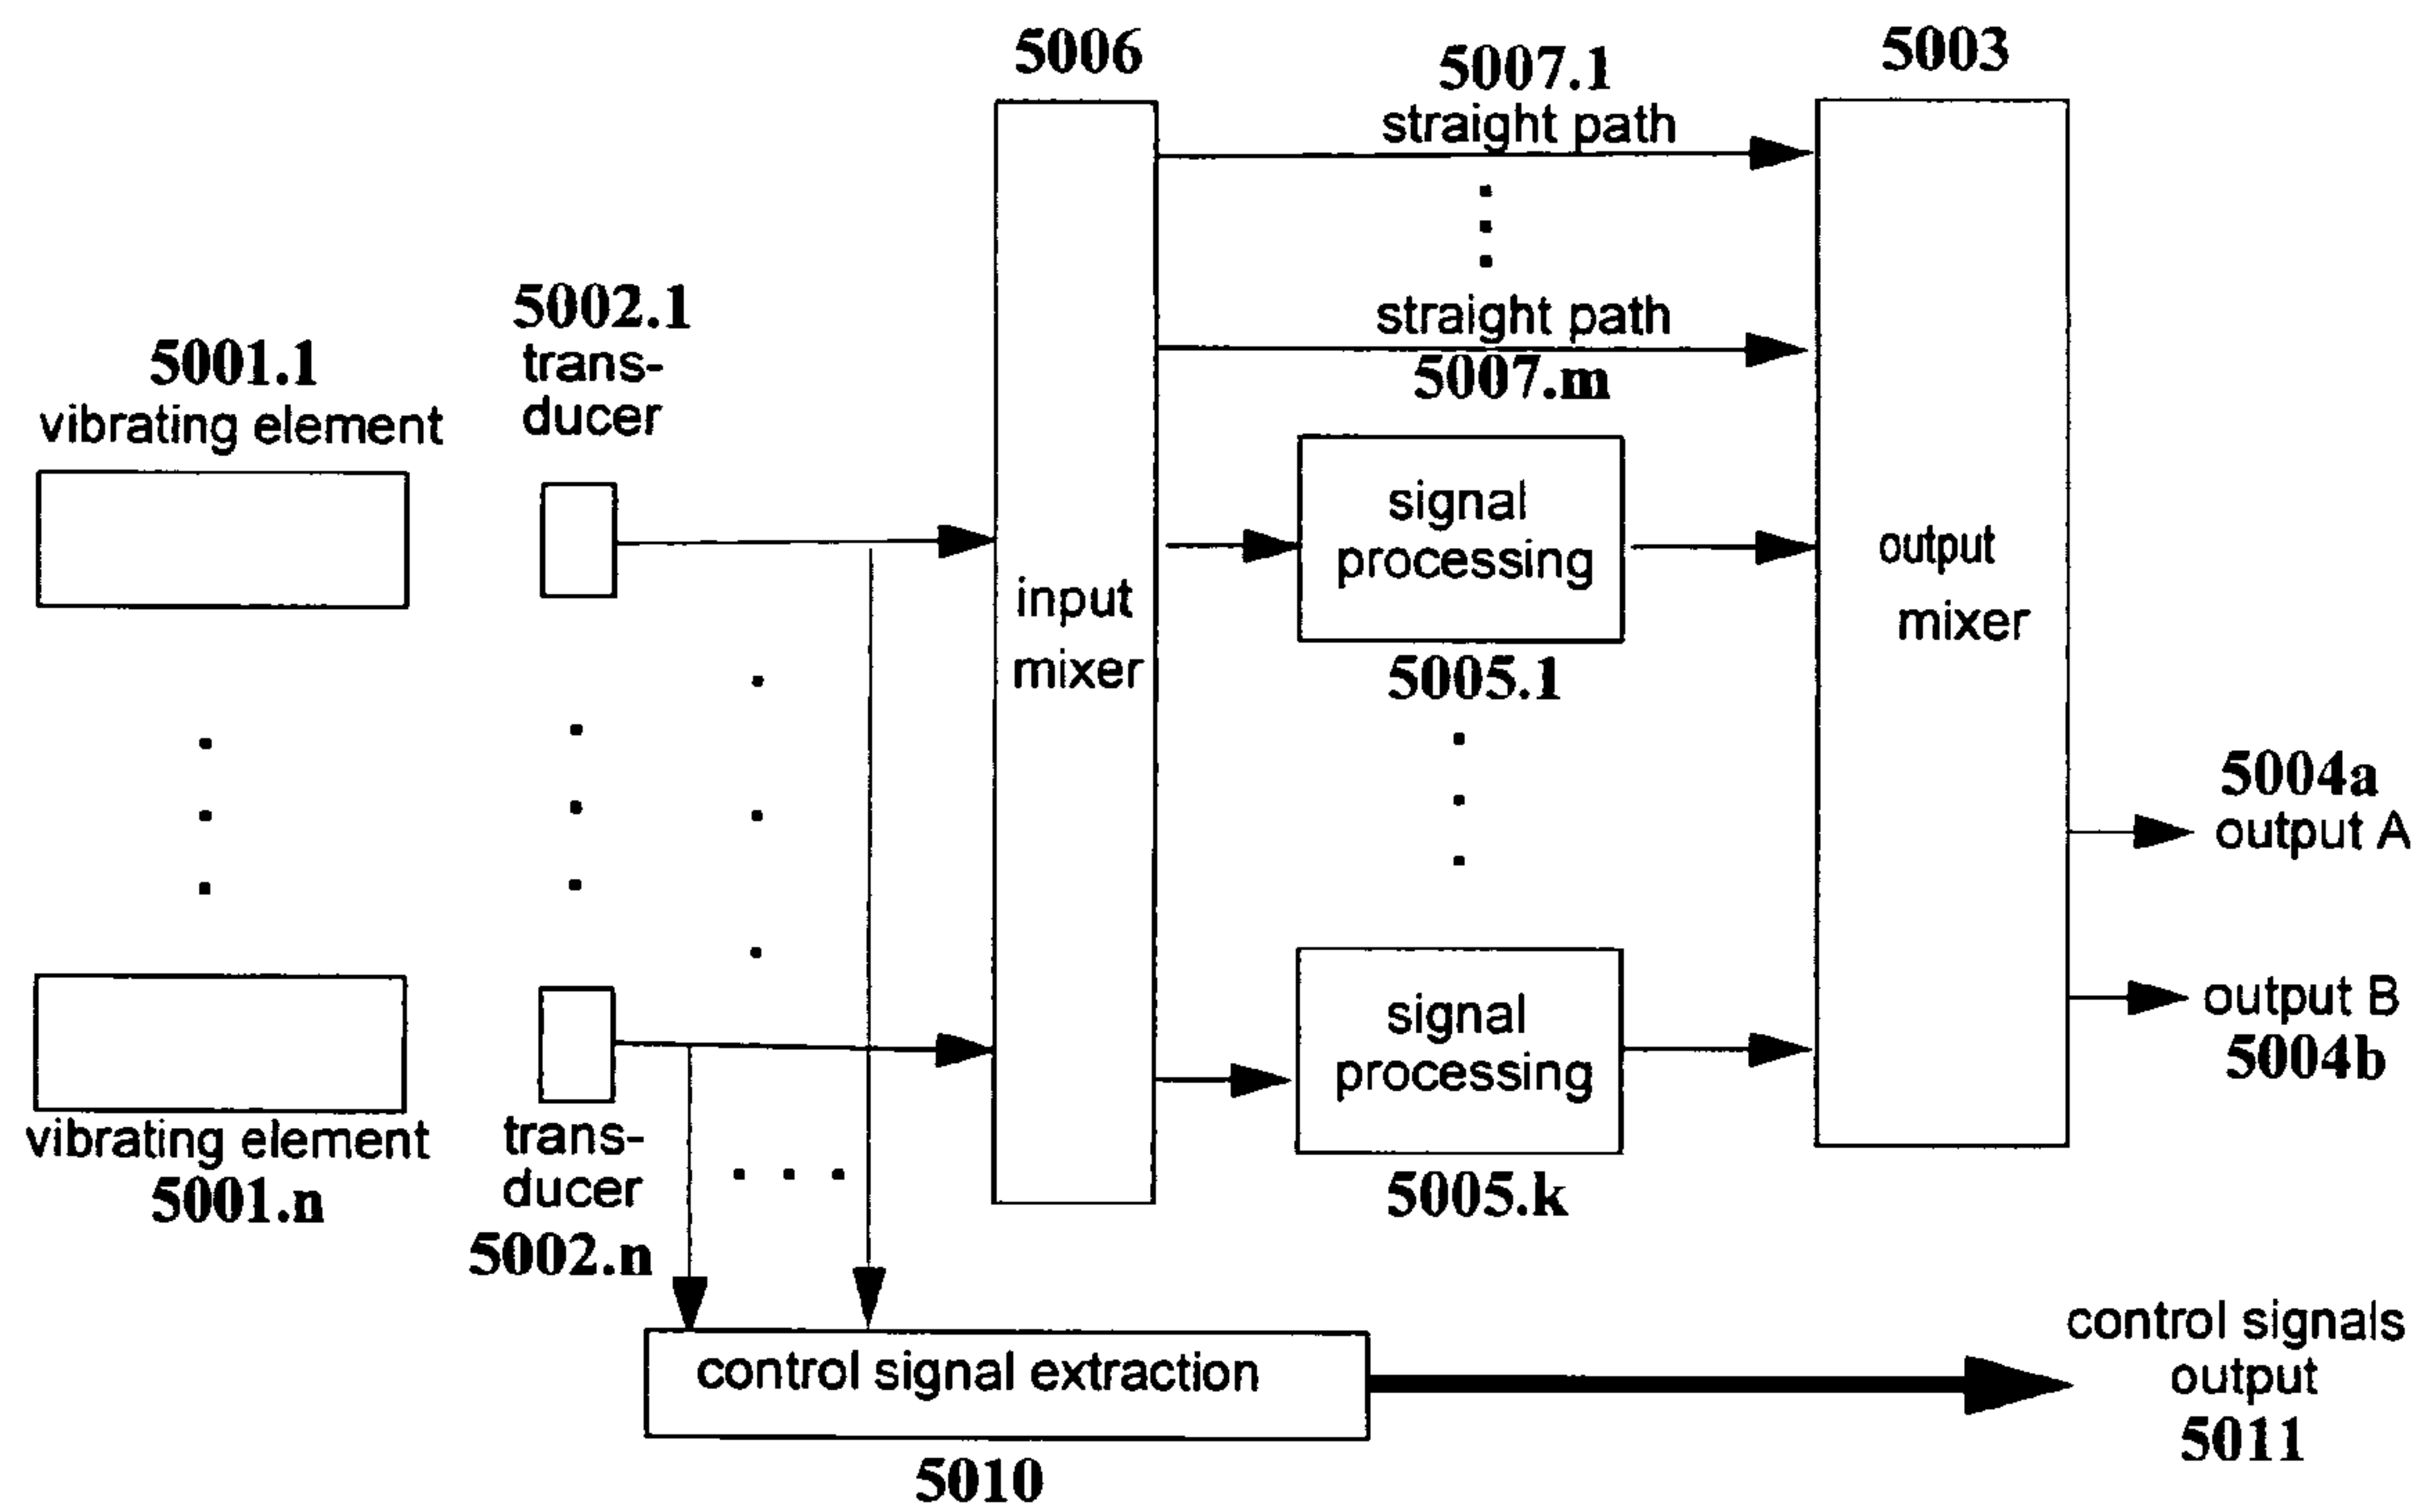 5006
5007.1
straight path
5003
straight path
5007.m
5002.1
trans-
ducer
5001.1
vibrating element
signal
processing
5005.1
input
mixer
output
mixer
5004a
output A
output B
5004b
signal
processing
5005.k
vibrating element
5001.n
trans-
ducer
5002.n
control signal extraction
5010
control signals
output
5011